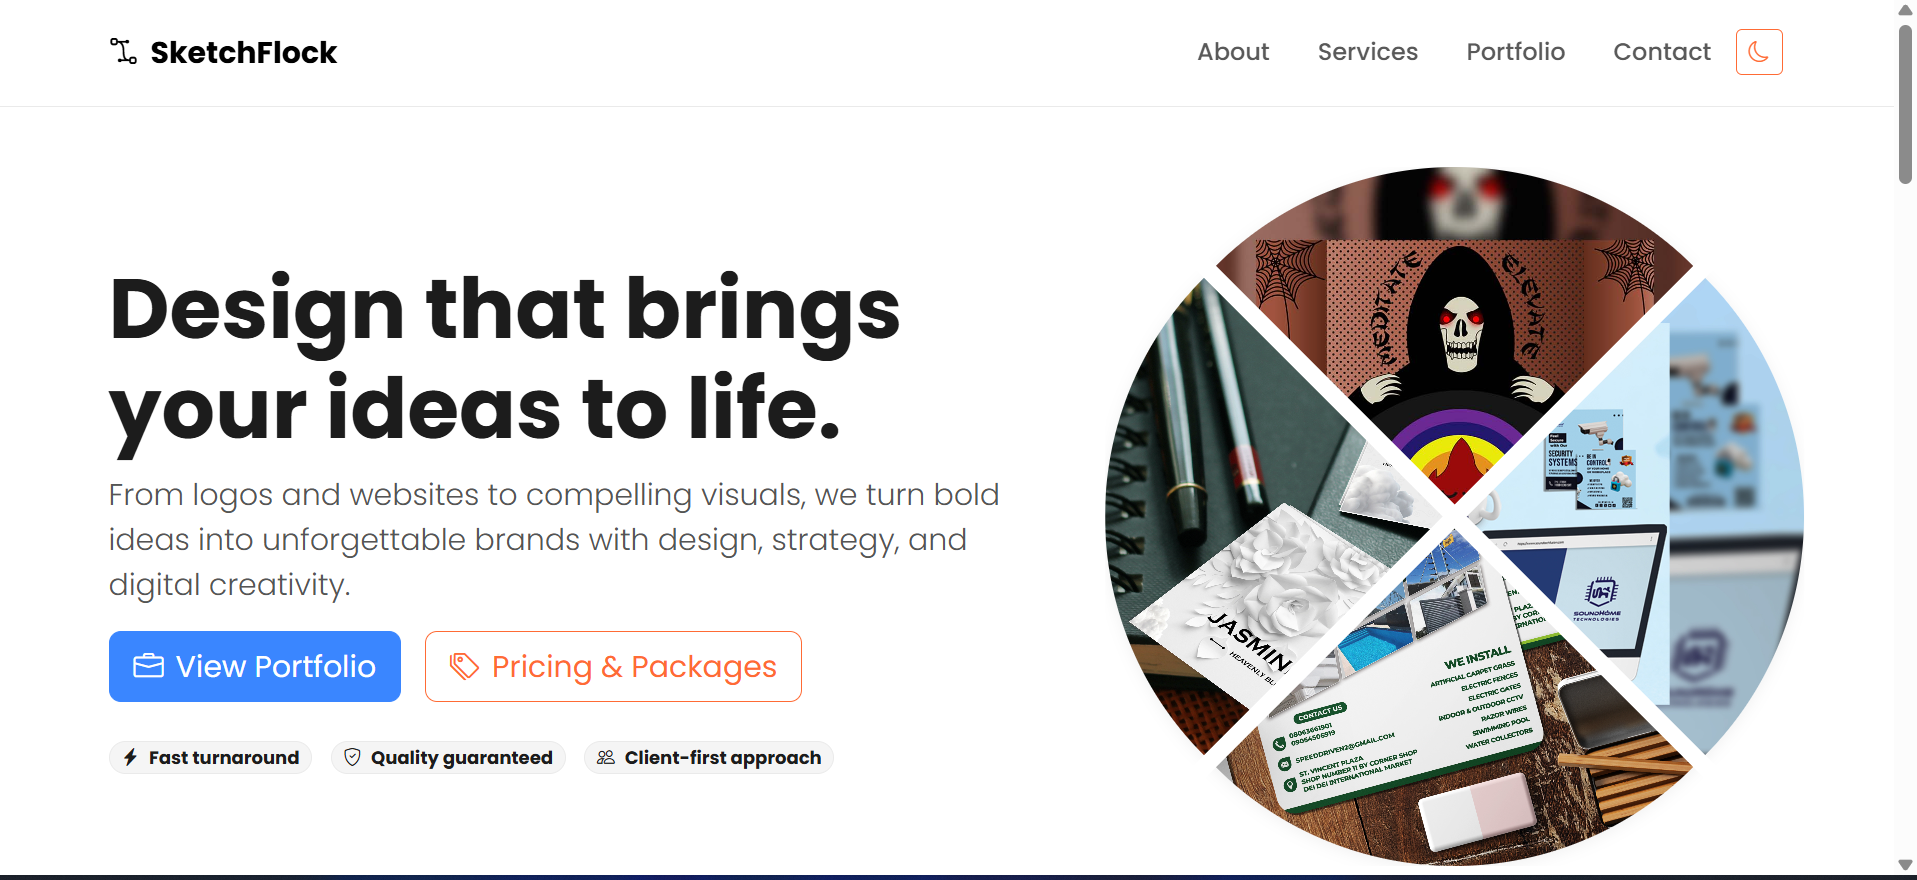 SketchFlock
About
Services
Portfolio
Contact
Design that brings
your ideas to life.
From logos and websites to compelling visuals, we turn bold
ideas into unforgettable brands with design, strategy, and
digital creativity.
View Portfolio
Pricing & Packages
Fast turnaround
Quality guaranteed
Client-first approach
MEDITATE
ELEVATE
SECURITY
SYSTEMS
BE IN
CONTROL
SOUNDHOME
TECHNOLOGIES
JASMIN
HEAVENLY BL
WE INSTALL
ARTIFICIAL CARPET GRASS
ELECTRIC FENCES
ELECTRIC GATES
INDOOR & OUTDOOR CCTV
RAZOR WIRES
SWIMMING POOL
WATER COLLECTORS
CONTACT US
08063661901
09054506919
SPEEDDRIVEN2@GMAIL.COM
ST. VINCENT PLAZA
SHOP NUMBER 11 BY CORNER SHOP
DEI DEI INTERNATIONAL MARKET